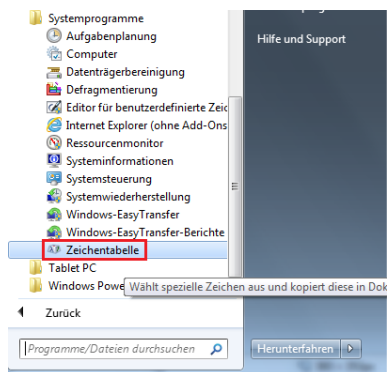 Systemprogramme
Aufgabenplanung
Hilfe und Support
Computer
Datenträgerbereinigung
Defragmentierung
Editor für benutzerdefinierte Zeic
Internet Explorer (ohne Add-Ons
Ressourcenmonitor
Systeminformationen
Systemsteuerung
Systemwiederherstellung
Windows-EasyTransfer
Windows-EasyTransfer-Berichte
Zeichentabelle
Tablet PC
Windows Powe
Wählt spezielle Zeichen aus und kopiert diese in Dok
Zurück
Programme/Dateien durchsuchen
Herunterfahren